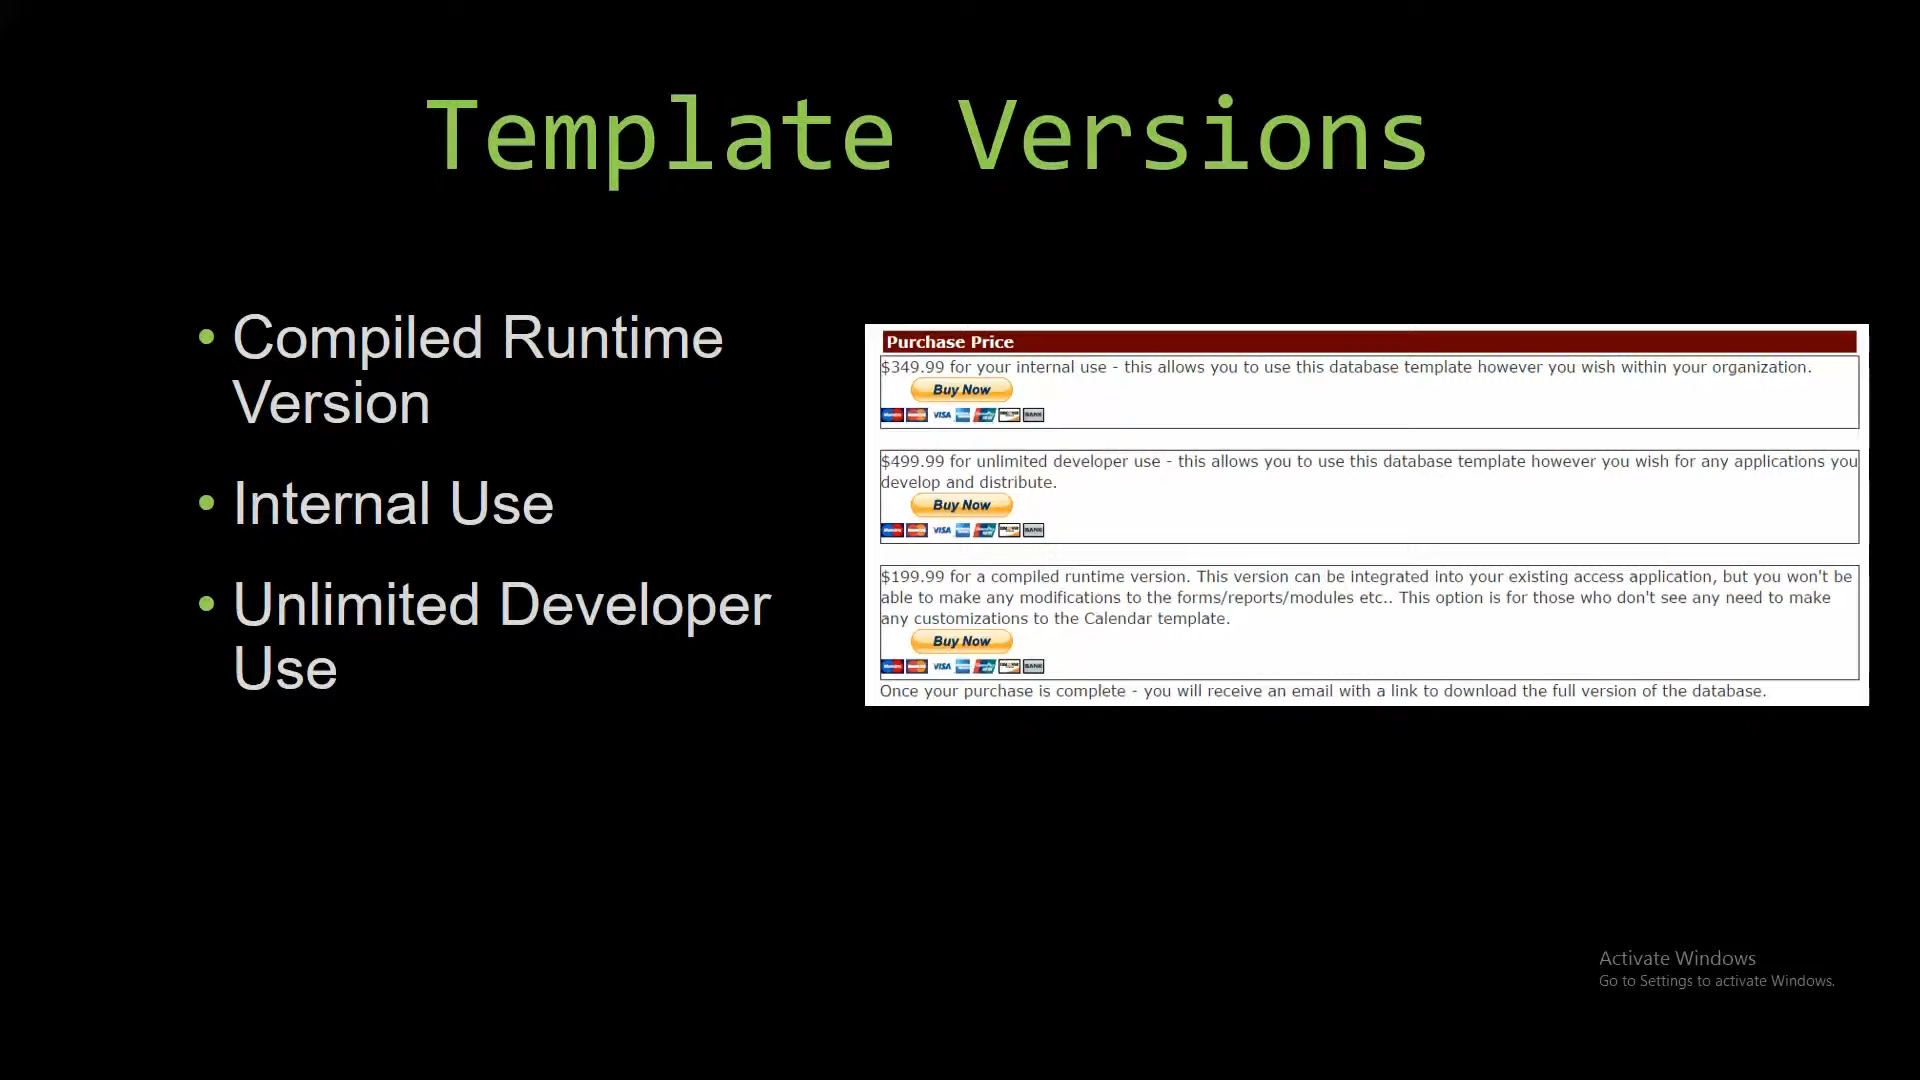 Template Versions
• Compiled Runtime
Version
• Internal Use
• Unlimited Developer
Use
Purchase Price
$349.99 for your internal use - this allows you to use this database template however you wish within your organization.
Buy Now
VISA BANK
$499.99 for unlimited developer use - this allows you to use this database template however you wish for any applications you
develop and distribute.
Buy Now
VISA BANK
$199.99 for a compiled runtime version. This version can be integrated into your existing access application, but you won't be
able to make any modifications to the forms/reports/modules etc.. This option is for those who don't see any need to make
any customizations to the Calendar template.
Buy Now
VISA BANK
Once your purchase is complete - you will receive an email with a link to download the full version of the database.
Activate Windows
Go to Settings to activate Windows.